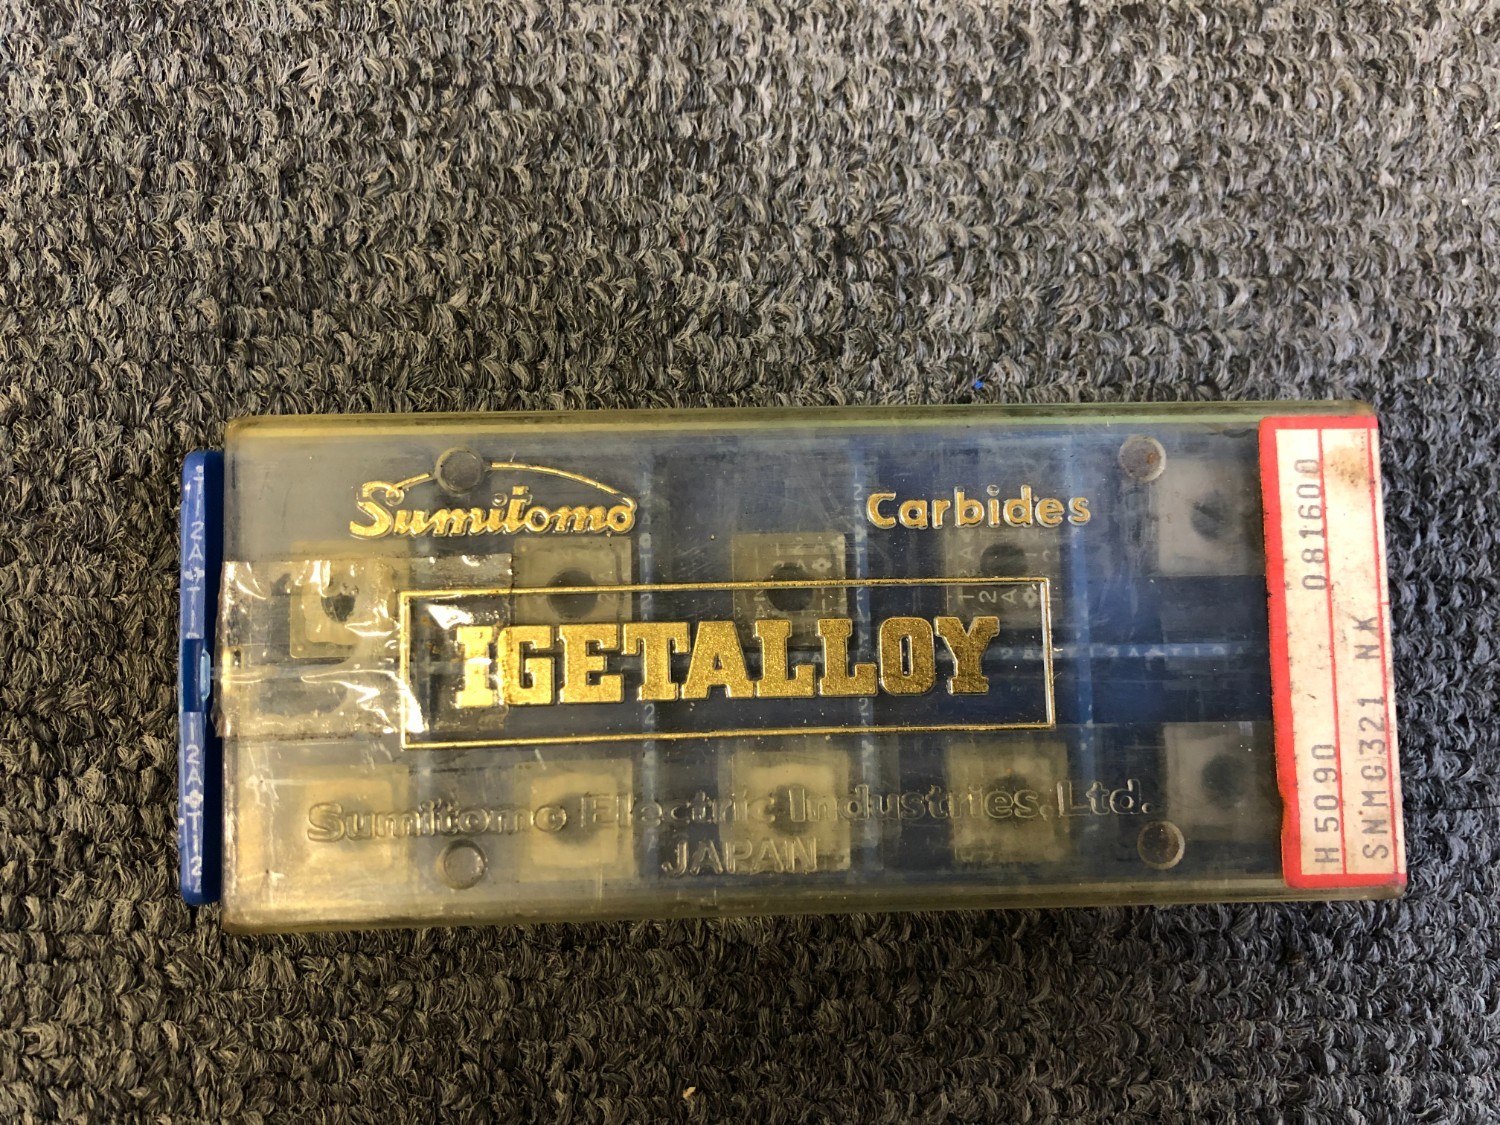 Sumitomo Carbides
IGETALLOY
Sumitomo Electric Industries, Ltd.
JAPAN
H5090 081600
SNMG321 NK